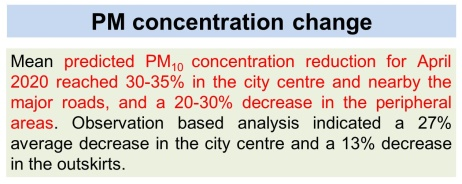 PM concentration change
Mean predicted PM₁₀ concentration reduction for April
2020 reached 30-35% in the city centre and nearby the
major roads, and a 20-30% decrease in the peripheral
areas. Observation based analysis indicated a 27%
average decrease in the city centre and a 13% decrease
in the outskirts.